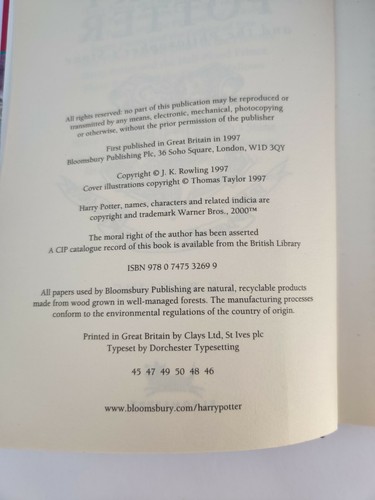 All rights reserved: no part of this publication may be reproduced or
transmitted by any means, electronic, mechanical, photocopying
or otherwise, without the prior permission of the publisher
First published in Great Britain in 1997
Bloomsbury Publishing Plc, 36 Soho Square, London, W1D 3QY
Copyright © J. K. Rowling 1997
Cover illustrations copyright © Thomas Taylor 1997
Harry Potter, names, characters and related indicia are
copyright and trademark Warner Bros., 2000™
The moral right of the author has been asserted
A CIP catalogue record of this book is available from the British Library
ISBN 978 0 7475 3269 9
All papers used by Bloomsbury Publishing are natural, recyclable products
made from wood grown in well-managed forests. The manufacturing processes
conform to the environmental regulations of the country of origin.
Printed in Great Britain by Clays Ltd, St Ives plc
Typeset by Dorchester Typesetting
45 47 49 50 48 46
www.bloomsbury.com/harrypotter